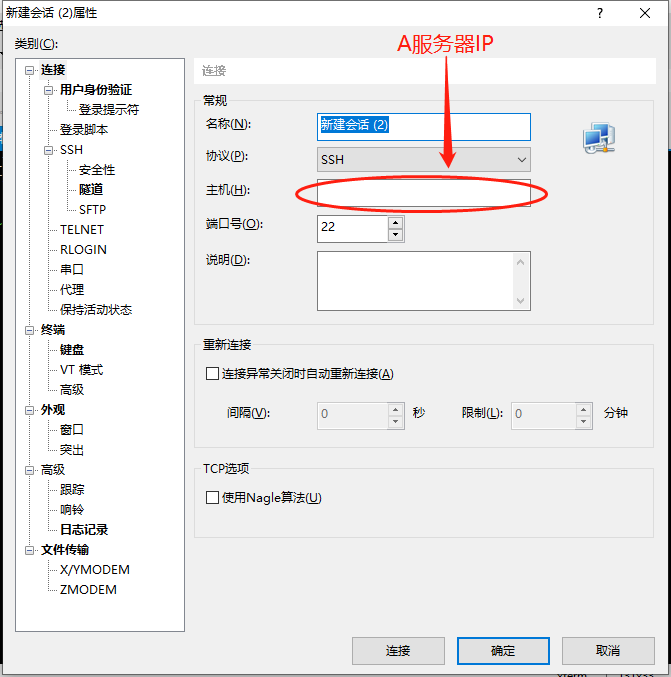 新建会话 (2)属性
?
类别(C):
A服务器IP
连接
用户身份验证
登录提示符
登录脚本
SSH
安全性
隧道
SFTP
TELNET
RLOGIN
串口
代理
保持活动状态
终端
键盘
VT 模式
高级
外观
窗口
突出
高级
跟踪
响铃
日志记录
文件传输
X/YMODEM
ZMODEM
连接
常规
名称(N): 新建会话 (2)
协议(P): SSH
主机(H):
端口号(O): 22
说明(D):
重新连接
连接异常关闭时自动重新连接(A)
间隔(V): 0 秒 限制(L): 0 分钟
TCP选项
使用Nagle算法(U)
连接 确定 取消